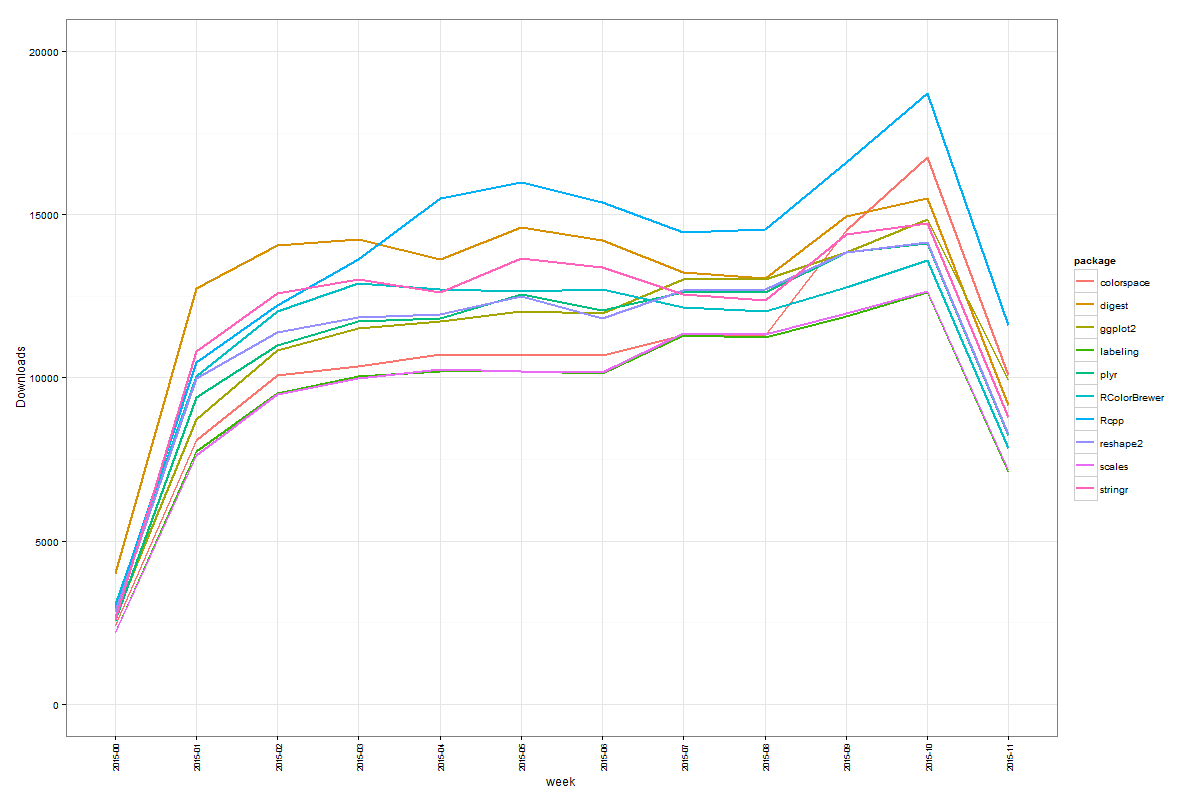 20000
15000
10000
5000
0
Downloads
2015-00
2015-01
2015-02
2015-03
2015-04
2015-05
2015-06
2015-07
2015-08
2015-09
2015-10
2015-11
week
package
colorspace
digest
ggplot2
labeling
plyr
RColorBrewer
Rcpp
reshape2
scales
stringr